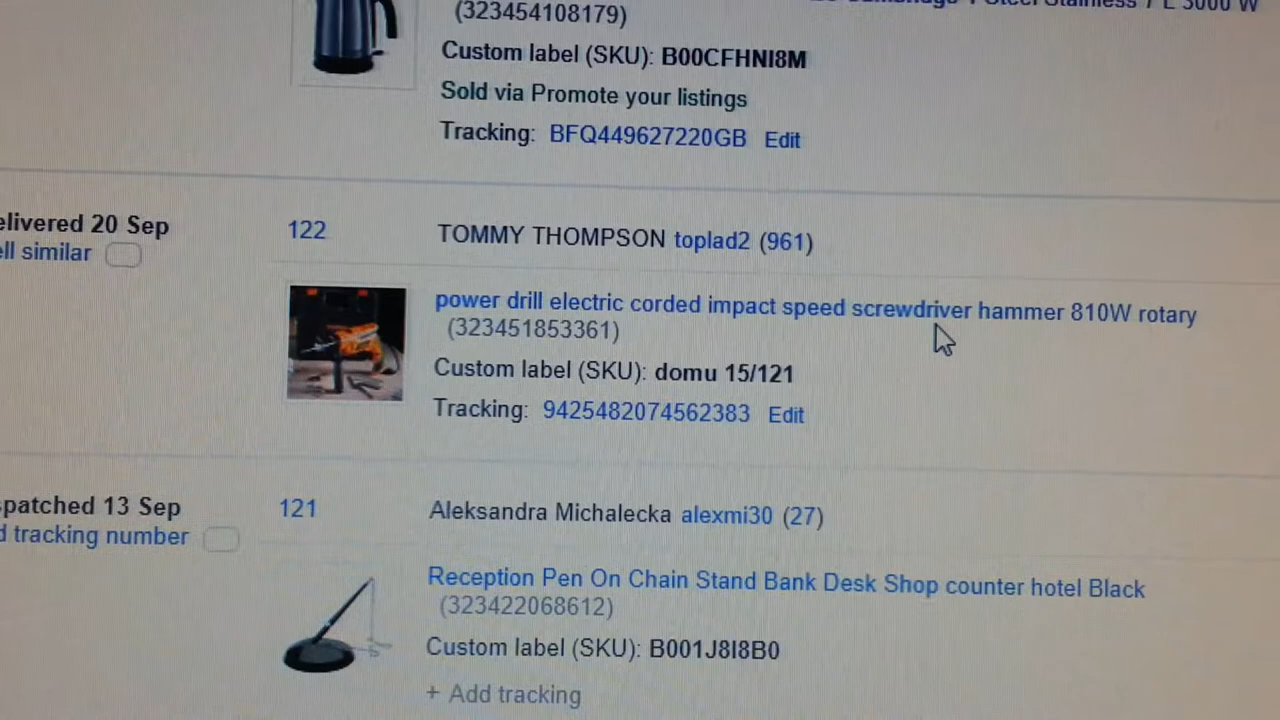 (323454108179)
Custom label (SKU): B00CFHNI8M
Sold via Promote your listings
Tracking: BFQ449627220GB Edit
elivered 20 Sep
ell similar
122
TOMMY THOMPSON toplad2 (961)
power drill electric corded impact speed screwdriver hammer 810W rotary
(323451853361)
Custom label (SKU): domu 15/121
Tracking: 9425482074562383 Edit
spatched 13 Sep
d tracking number
121
Aleksandra Michalecka alexmi30 (27)
Reception Pen On Chain Stand Bank Desk Shop counter hotel Black
(323422068612)
Custom label (SKU): B001J8I8B0
+ Add tracking